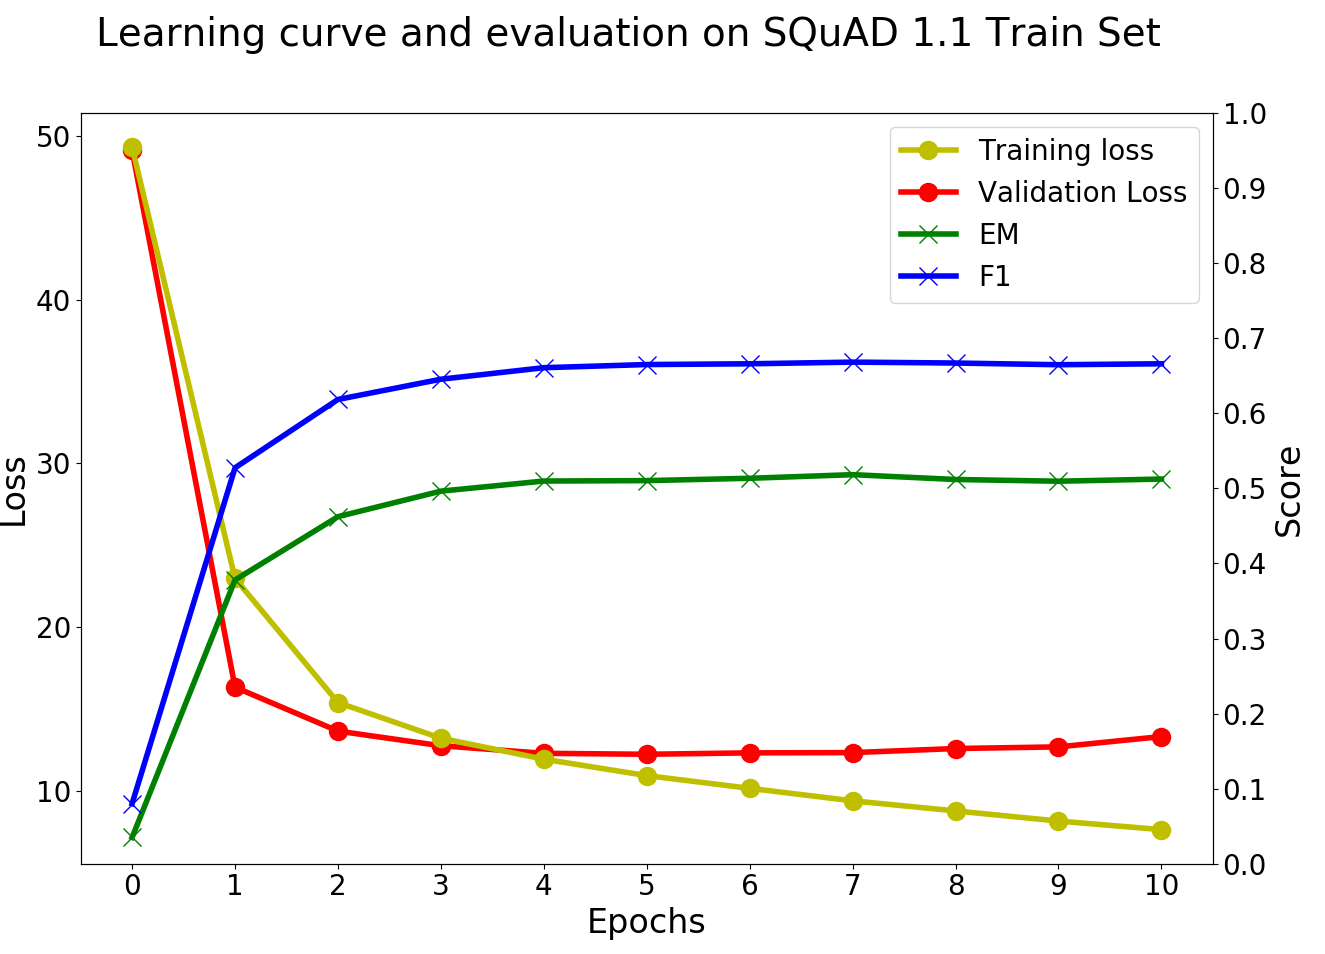 Learning curve and evaluation on SQuAD 1.1 Train Set
Training loss
Validation Loss
EM
F1
50
40
30
20
10
Loss
1.0
0.9
0.8
0.7
0.6
0.5
0.4
0.3
0.2
0.1
0.0
Score
0 1 2 3 4 5 6 7 8 9 10
Epochs